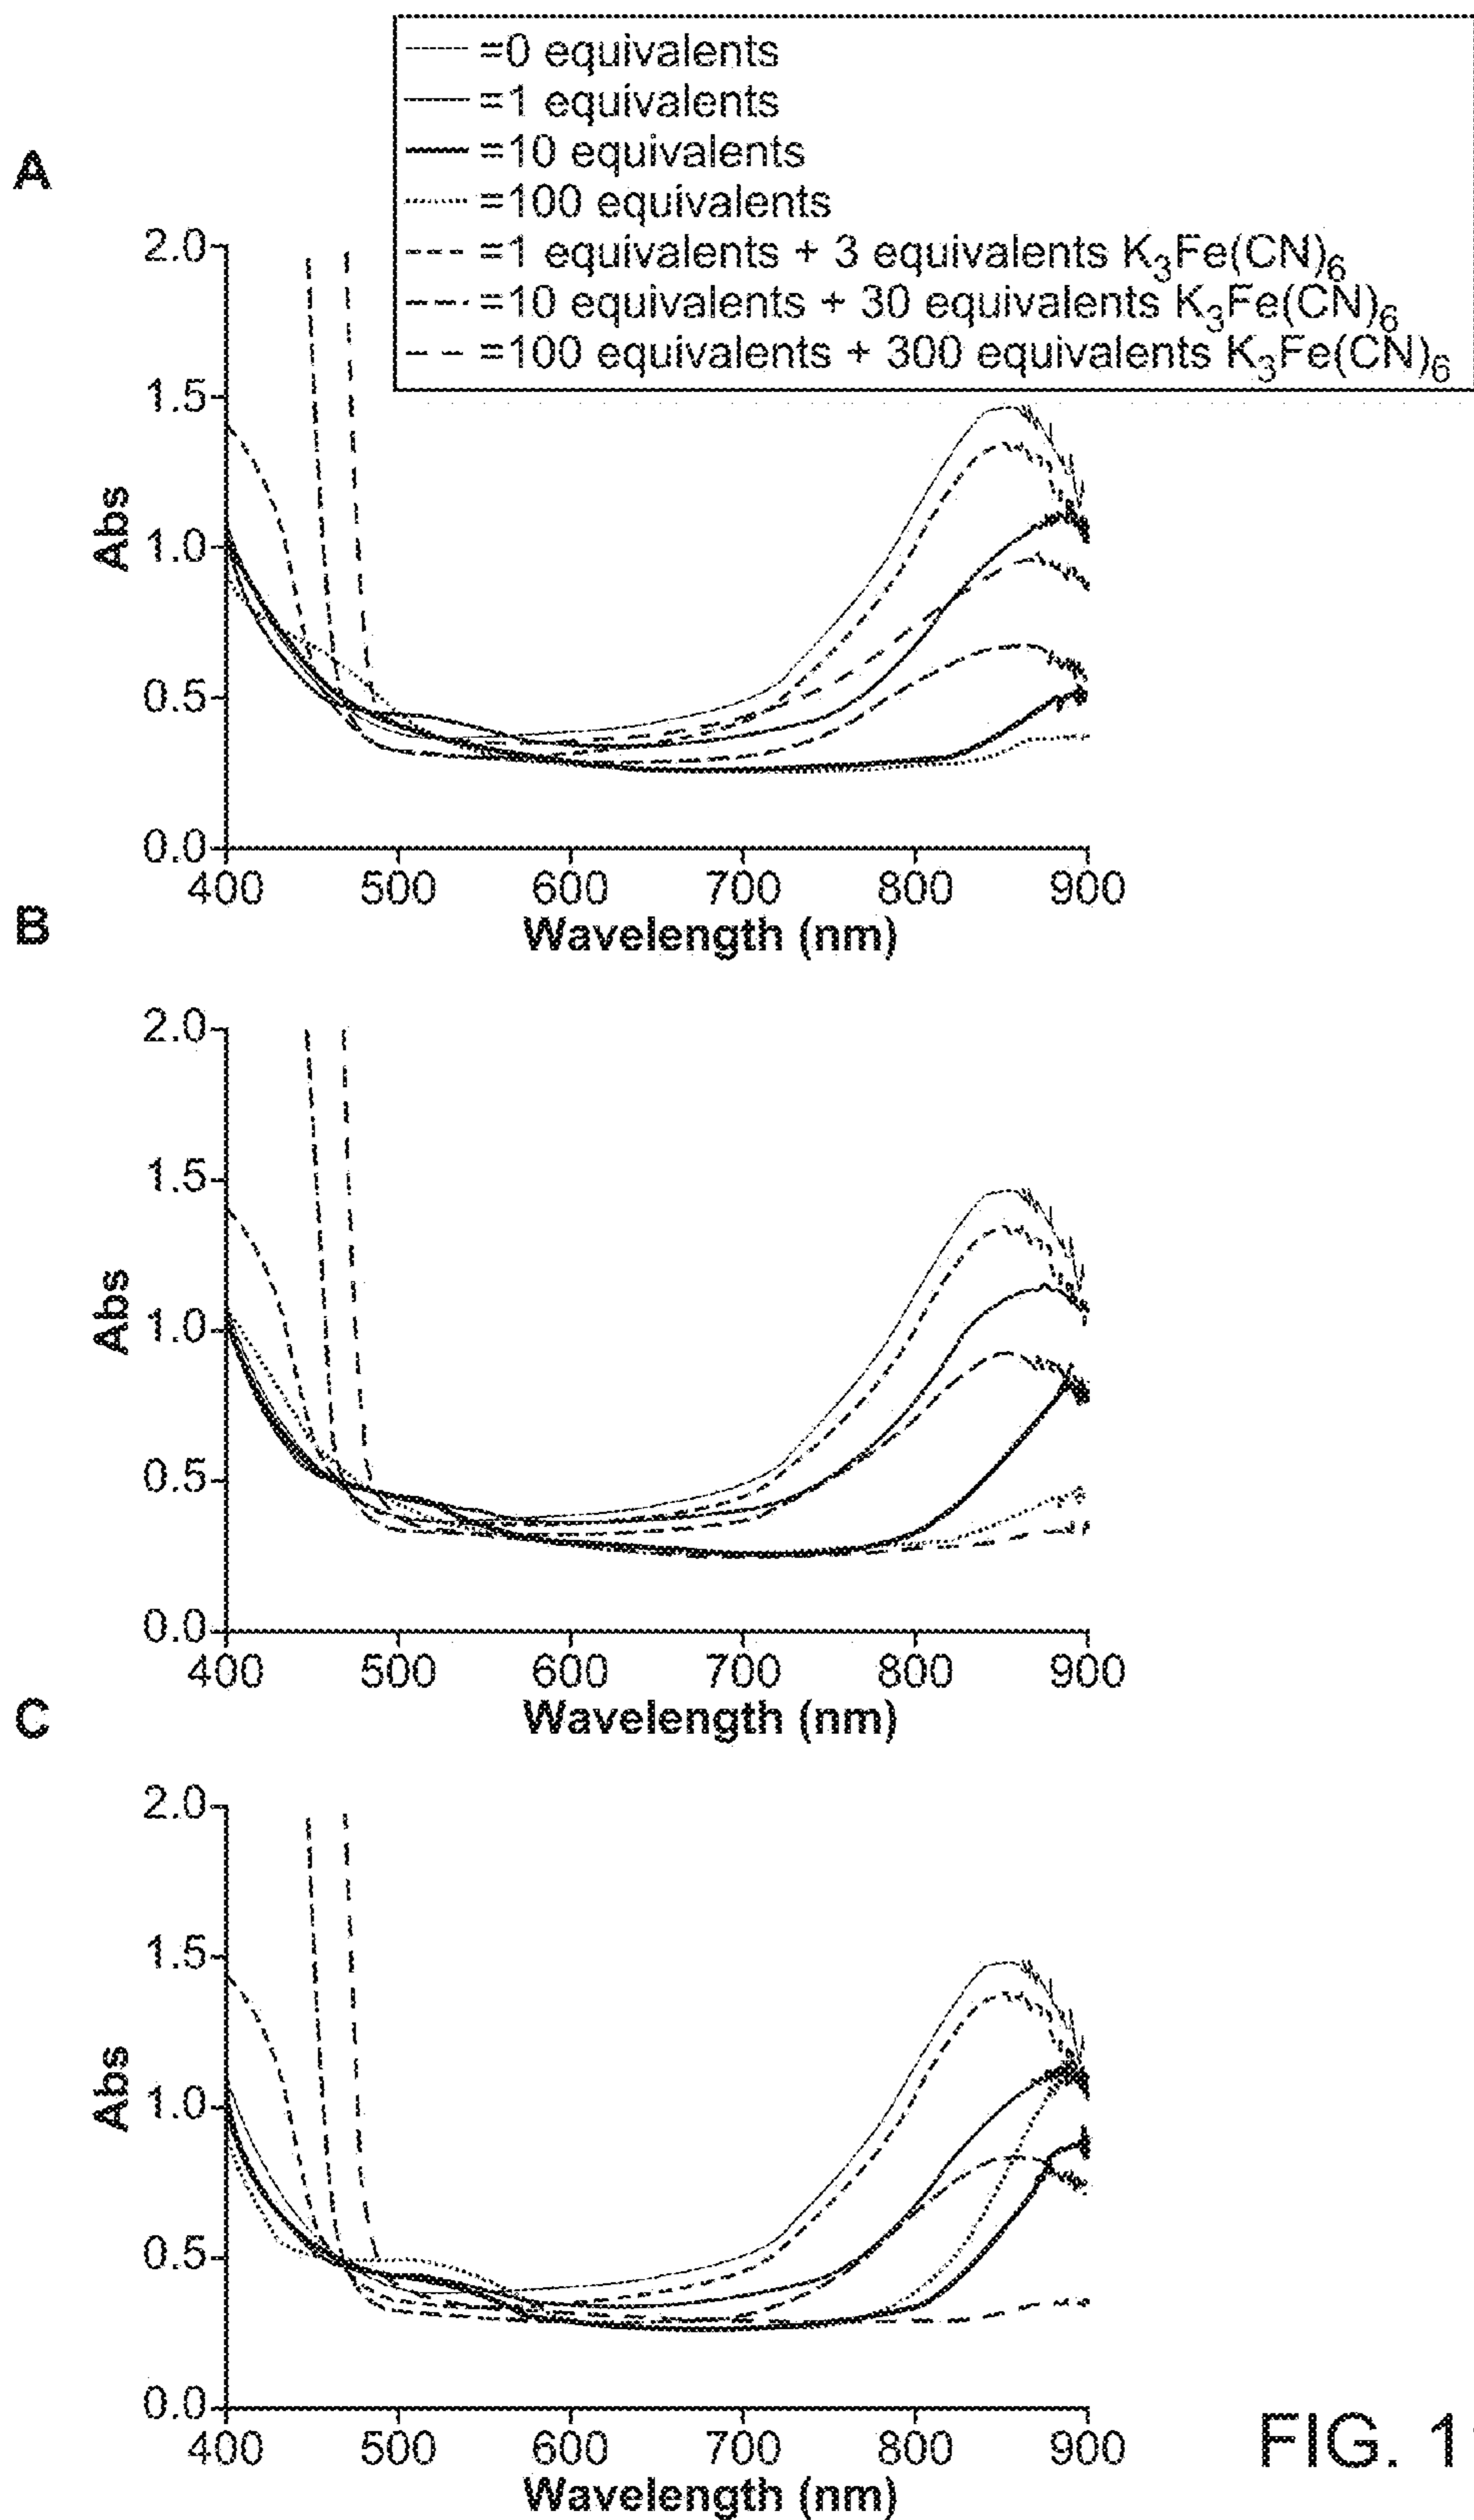 =0 equivalents
=1 equivalents
=10 equivalents
=100 equivalents
=1 equivalents + 3 equivalents K3Fe(CN)6
=10 equivalents + 30 equivalents K3Fe(CN)6
=100 equivalents + 300 equivalents K3Fe(CN)6
A
2.0
1.5
1.0
0.5
0.0
Abs
400 500 600 700 800 900
Wavelength (nm)
B
2.0
1.5
1.0
0.5
0.0
Abs
400 500 600 700 800 900
Wavelength (nm)
C
2.0
1.5
1.0
0.5
0.0
Abs
400 500 600 700 800 900
Wavelength (nm)
FIG. 1